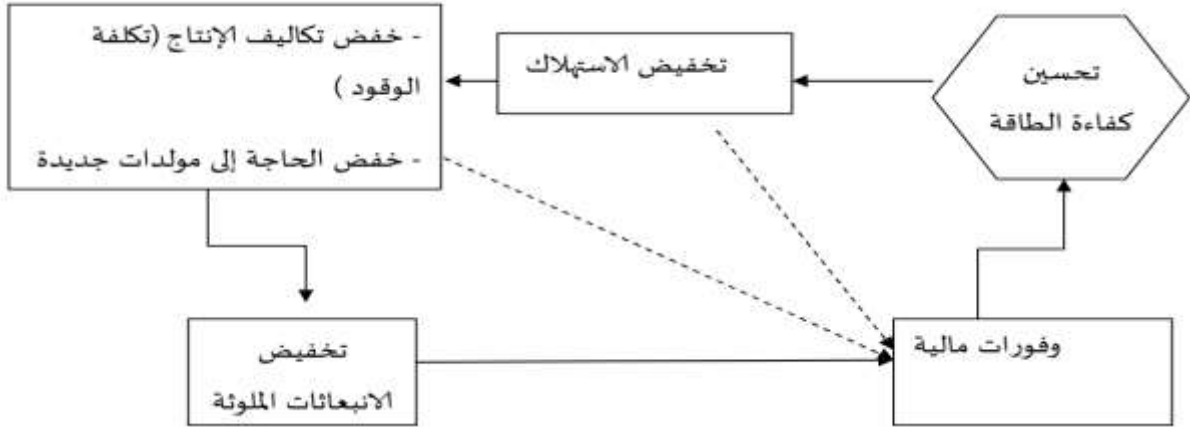 تحسين
كفاءة الطاقة
تخفيض الاستهلاك
- خفض تكاليف الإنتاج (تكلفة
الوقود )
- خفض الحاجة إلى مولدات جديدة
تخفيض
الانبعاثات الملوثة
وفورات مالية